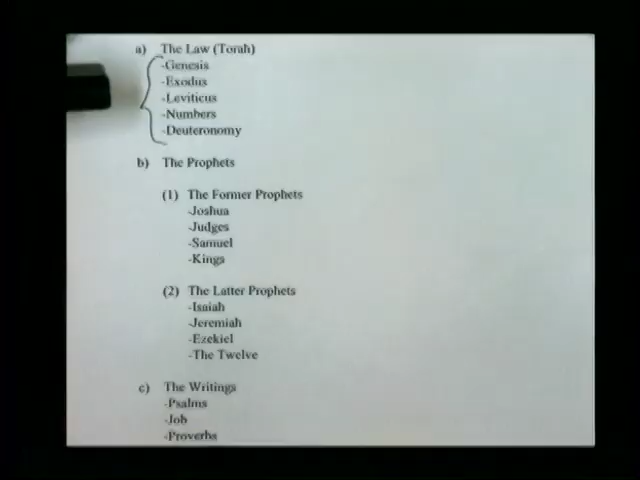 a) The Law (Torah)
-Genesis
-Exodus
-Leviticus
-Numbers
-Deuteronomy
b) The Prophets
(1) The Former Prophets
-Joshua
-Judges
-Samuel
-Kings
(2) The Latter Prophets
-Isaiah
-Jeremiah
-Ezekiel
-The Twelve
c) The Writings
-Psalms
-Job
-Proverbs